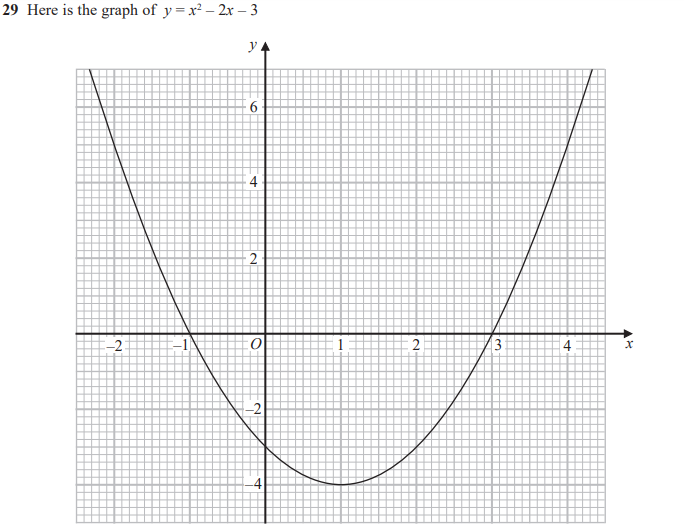 29 Here is the graph of y = x² – 2x – 3
y
6
4
2
–2 –1 O 1 2 3 4 x
–2
–4